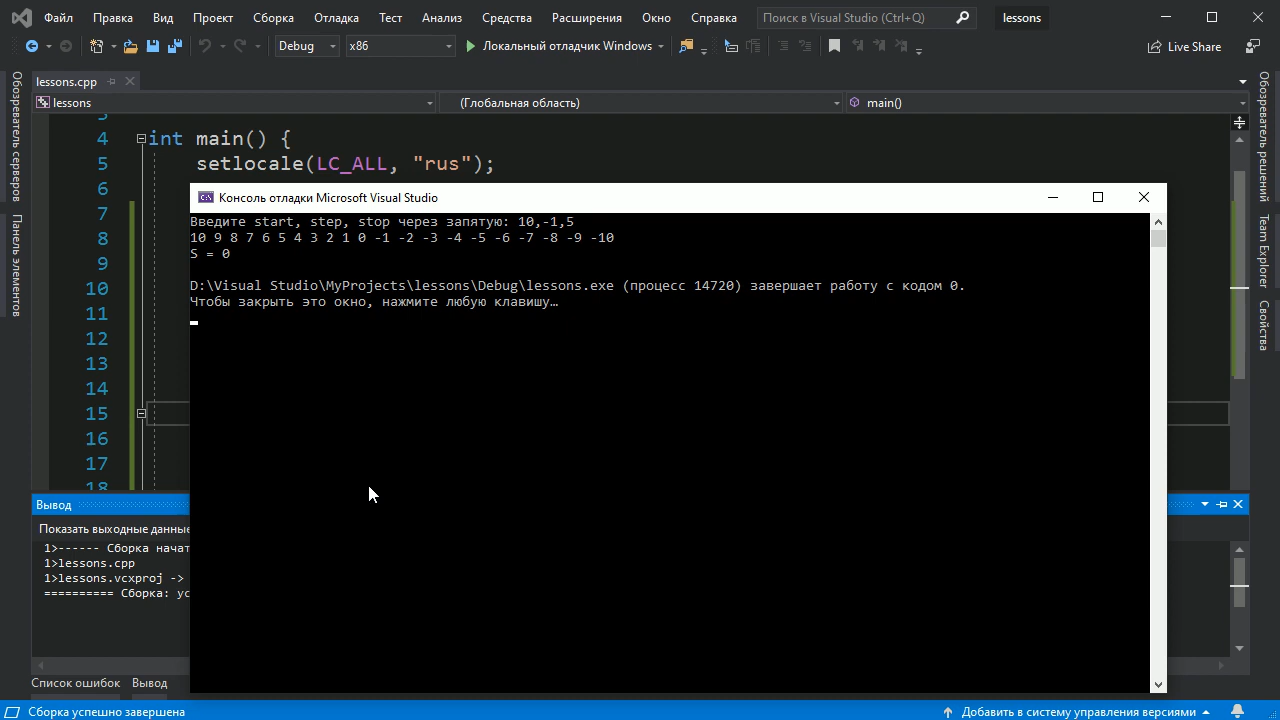 Файл Правка Вид Проект Сборка Отладка Тест Анализ Средства Расширения Окно Справка Поиск в Visual Studio (Ctrl+Q) lessons
Debug x86 Локальный отладчик Windows Live Share
lessons.cpp
lessons (Глобальная область) main()
4 int main() {
5 setlocale(LC_ALL, "rus");
6
7
8
9
10
11
12
13
14
15
16
17
18
Консоль отладки Microsoft Visual Studio
Введите start, step, stop через запятую: 10,-1,5
10 9 8 7 6 5 4 3 2 1 0 -1 -2 -3 -4 -5 -6 -7 -8 -9 -10
S = 0
D:\Visual Studio\MyProjects\lessons\Debug\lessons.exe (процесс 14720) завершает работу с кодом 0.
Чтобы закрыть это окно, нажмите любую клавишу…
Обозреватель серверов
Панель элементов
Обозреватель решений
Team Explorer
Свойства
Вывод
Показать выходные данные
1>------ Сборка начат
1>lessons.cpp
1>lessons.vcxproj ->
========== Сборка: ус
Список ошибок Вывод
Сборка успешно завершена Добавить в систему управления версиями